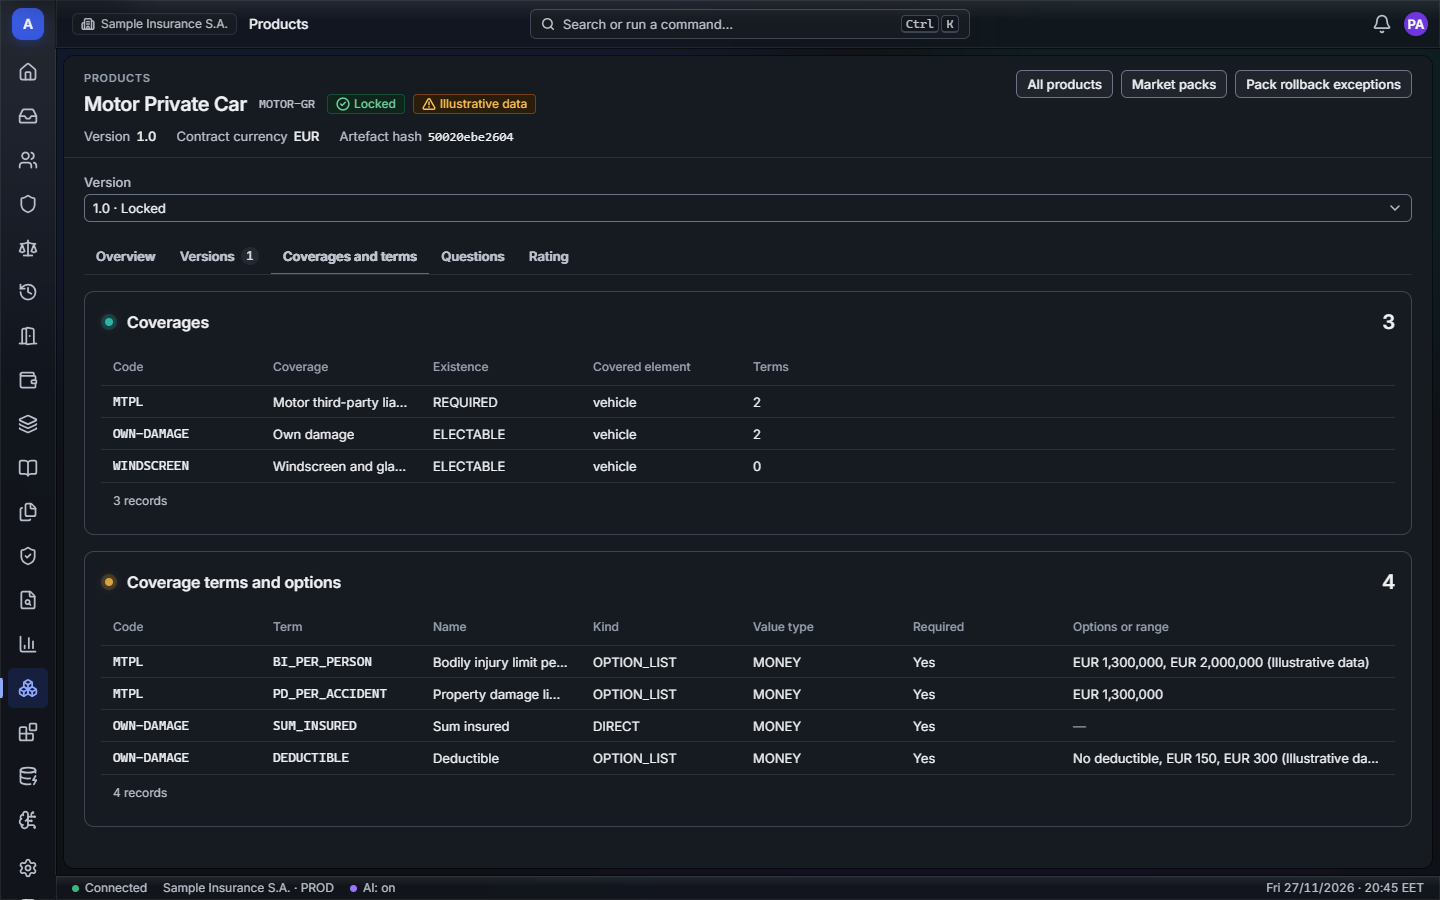 A Sample Insurance S.A. Products Search or run a command... Ctrl K PA
PRODUCTS
Motor Private Car MOTOR-GR Locked Illustrative data
All products Market packs Pack rollback exceptions
Version 1.0 Contract currency EUR Artefact hash 50020ebe2604
Version
1.0 · Locked
Overview Versions 1 Coverages and terms Questions Rating
Coverages 3
Code Coverage Existence Covered element Terms
MTPL Motor third-party lia... REQUIRED vehicle 2
OWN-DAMAGE Own damage ELECTABLE vehicle 2
WINDSCREEN Windscreen and gla... ELECTABLE vehicle 0
3 records
Coverage terms and options 4
Code Term Name Kind Value type Required Options or range
MTPL BI_PER_PERSON Bodily injury limit pe... OPTION_LIST MONEY Yes EUR 1,300,000, EUR 2,000,000 (Illustrative data)
MTPL PD_PER_ACCIDENT Property damage li... OPTION_LIST MONEY Yes EUR 1,300,000
OWN-DAMAGE SUM_INSURED Sum insured DIRECT MONEY Yes —
OWN-DAMAGE DEDUCTIBLE Deductible OPTION_LIST MONEY Yes No deductible, EUR 150, EUR 300 (Illustrative da...
4 records
Connected Sample Insurance S.A. · PROD AI: on Fri 27/11/2026 · 20:45 EET